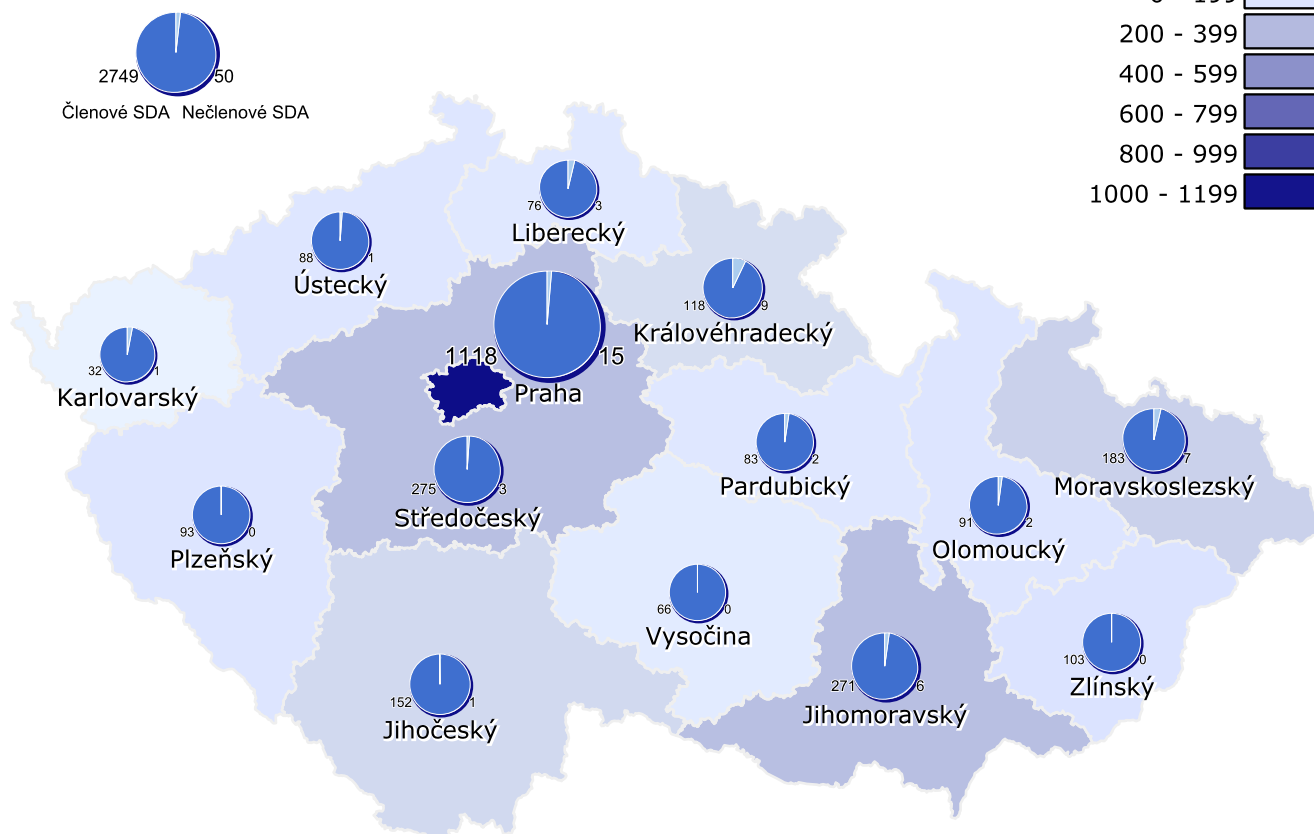 0 - 199
200 - 399
400 - 599
600 - 799
800 - 999
1000 - 1199
2749 50
Členové SDA Nečlenové SDA
76 3
Liberecký
88 1
Ústecký
118 9
Královéhradecký
32 1
Karlovarský
1118 15
Praha
183 7
Moravskoslezský
83 2
Pardubický
275 3
Středočeský
93 0
Plzeňský
91 2
Olomoucký
66 0
Vysočina
103 0
Zlínský
271 6
Jihomoravský
152 1
Jihočeský